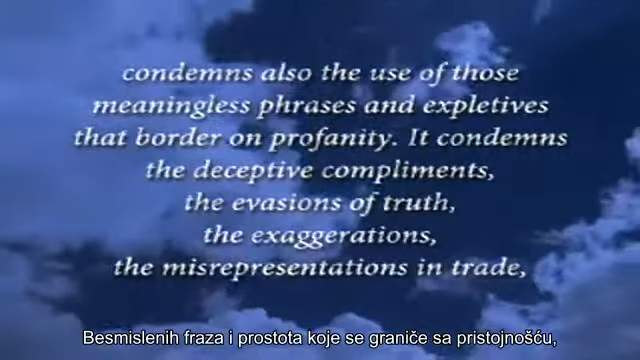 condemns also the use of those
meaningless phrases and expletives
that border on profanity. It condemns
the deceptive compliments,
the evasions of truth,
the exaggerations,
the misrepresentations in trade,
Besmislenih fraza i prostota koje se graniče sa pristojnošću,